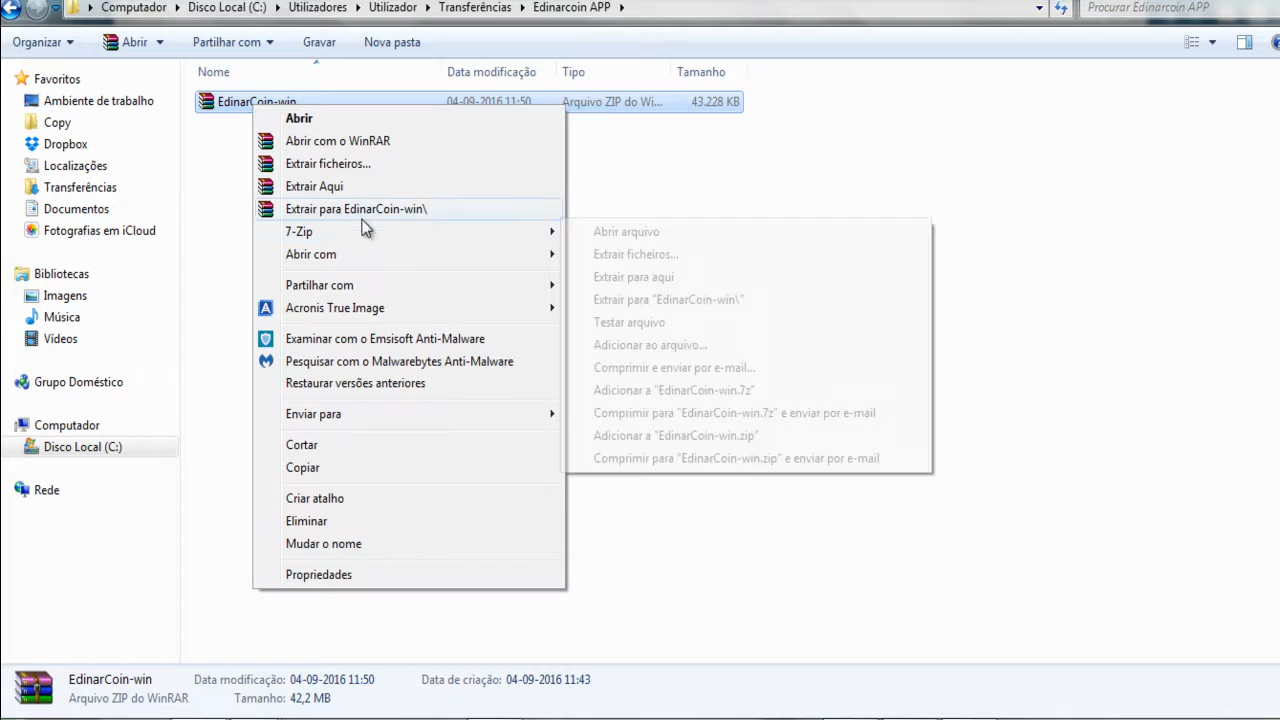 Computador Disco Local (C:) Utilizadores Utilizador Transferências Edinarcoin APP
Procurar Edinarcoin APP
Organizar Abrir Partilhar com Gravar Nova pasta
Nome Data modificação Tipo Tamanho
EdinarCoin-win 04-09-2016 11:50 Arquivo ZIP do Wi... 43.228 KB
Favoritos
Ambiente de trabalho
Copy
Dropbox
Localizações
Transferências
Documentos
Fotografias em iCloud
Bibliotecas
Imagens
Música
Vídeos
Grupo Doméstico
Computador
Disco Local (C:)
Rede
Abrir
Abrir com o WinRAR
Extrair ficheiros...
Extrair Aqui
Extrair para EdinarCoin-win\
7-Zip
Abrir com
Partilhar com
Acronis True Image
Examinar com o Emsisoft Anti-Malware
Pesquisar com o Malwarebytes Anti-Malware
Restaurar versões anteriores
Enviar para
Cortar
Copiar
Criar atalho
Eliminar
Mudar o nome
Propriedades
Abrir arquivo
Extrair ficheiros...
Extrair para aqui
Extrair para "EdinarCoin-win\"
Testar arquivo
Adicionar ao arquivo...
Comprimir e enviar por e-mail...
Adicionar a "EdinarCoin-win.7z"
Comprimir para "EdinarCoin-win.7z" e enviar por e-mail
Adicionar a "EdinarCoin-win.zip"
Comprimir para "EdinarCoin-win.zip" e enviar por e-mail
EdinarCoin-win Data modificação: 04-09-2016 11:50 Data de criação: 04-09-2016 11:43
Arquivo ZIP do WinRAR Tamanho: 42,2 MB